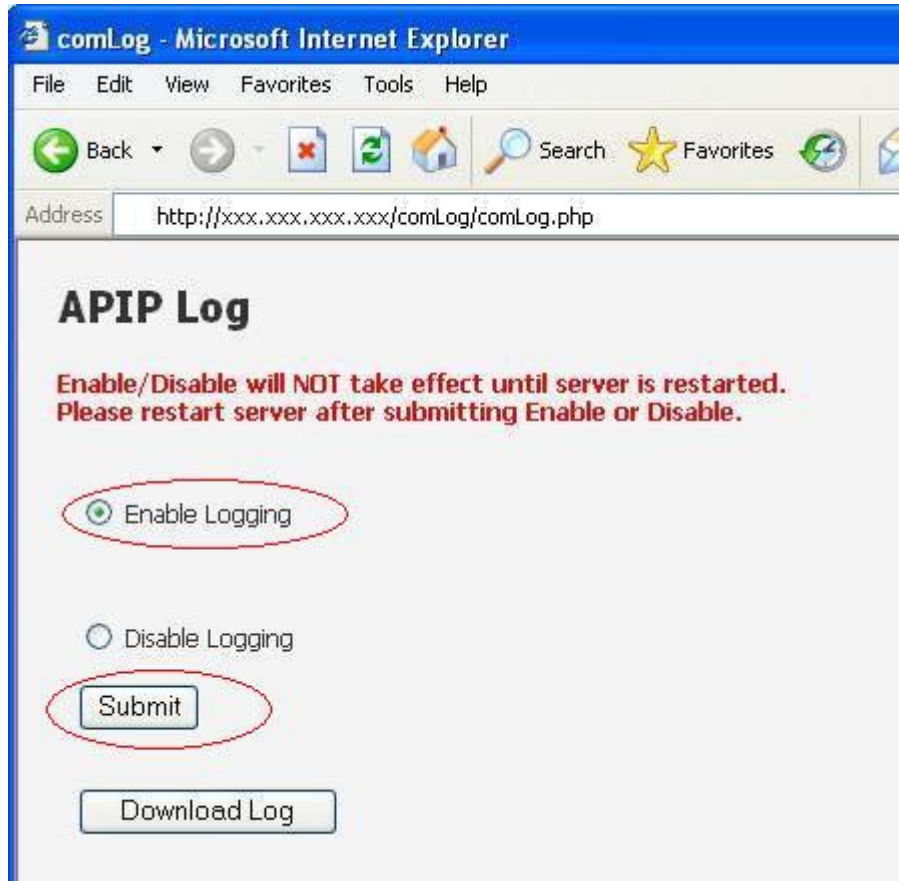 comLog - Microsoft Internet Explorer
File Edit View Favorites Tools Help
Back Search Favorites
Address http://xxx.xxx.xxx.xxx/comLog/comLog.php
APIP Log
Enable/Disable will NOT take effect until server is restarted.
Please restart server after submitting Enable or Disable.
Enable Logging
Disable Logging
Submit
Download Log